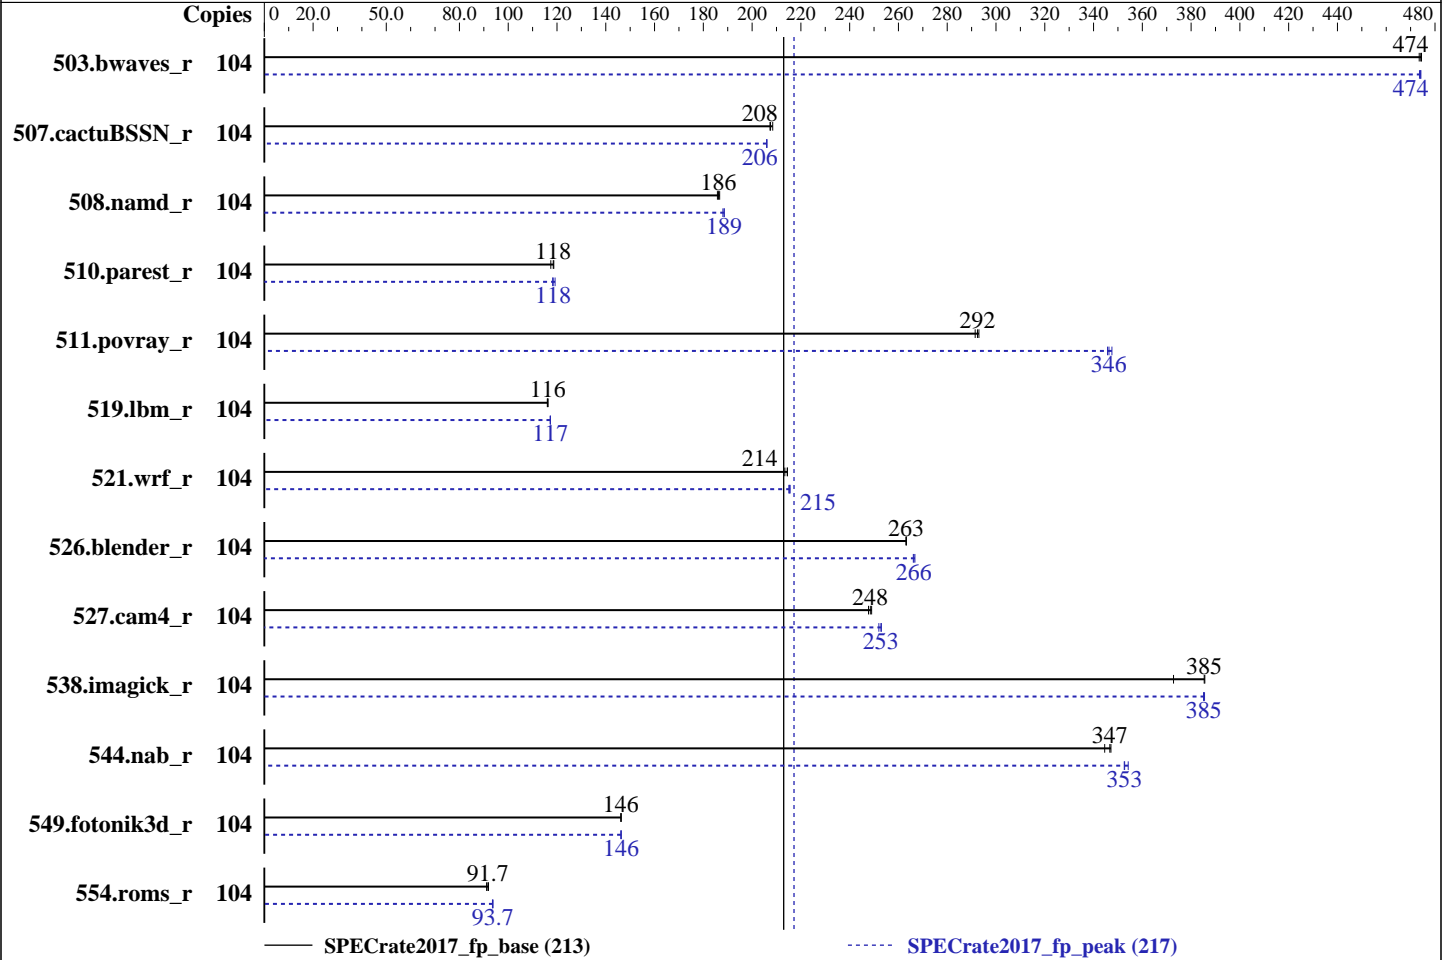 Copies 0 20.0 50.0 80.0 100 120 140 160 180 200 220 240 260 280 300 320 340 360 380 400 420 440 480
503.bwaves_r 104 474
474
507.cactuBSSN_r 104 208
206
508.namd_r 104 186
189
510.parest_r 104 118
118
511.povray_r 104 292
346
519.lbm_r 104 116
117
521.wrf_r 104 214
215
526.blender_r 104 263
266
527.cam4_r 104 248
253
538.imagick_r 104 385
385
544.nab_r 104 347
353
549.fotonik3d_r 104 146
146
554.roms_r 104 91.7
93.7
SPECrate2017_fp_base (213) SPECrate2017_fp_peak (217)